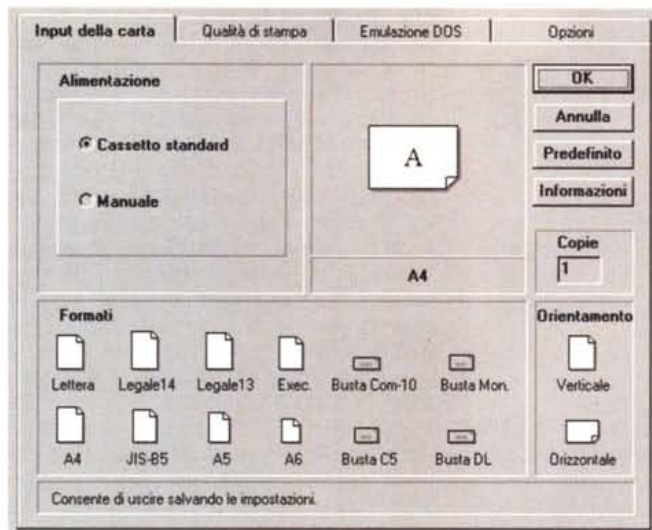 Input della carta
Qualità di stampa
Emulazione DOS
Opzioni
Alimentazione
Cassetto standard
Manuale
A
A4
OK
Annulla
Predefinito
Informazioni
Copie
1
Formati
Lettera Legale14 Legale13 Exec. Busta Com-10 Busta Mon.
A4 JIS-B5 A5 A6 Busta C5 Busta DL
Orientamento
Verticale
Orizzontale
Consente di uscire salvando le impostazioni.